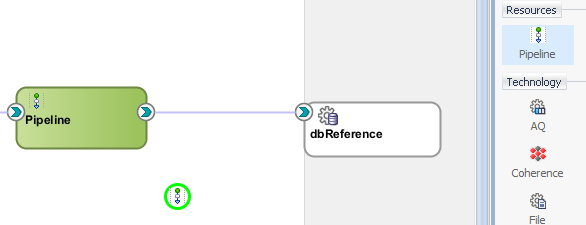 Pipeline
dbReference
Resources
Pipeline
Technology
AQ
Coherence
File